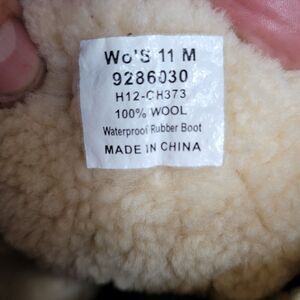 Wo'S 11 M
9286030
H12-CH373
100% WOOL
Waterproof Rubber Boot
MADE IN CHINA